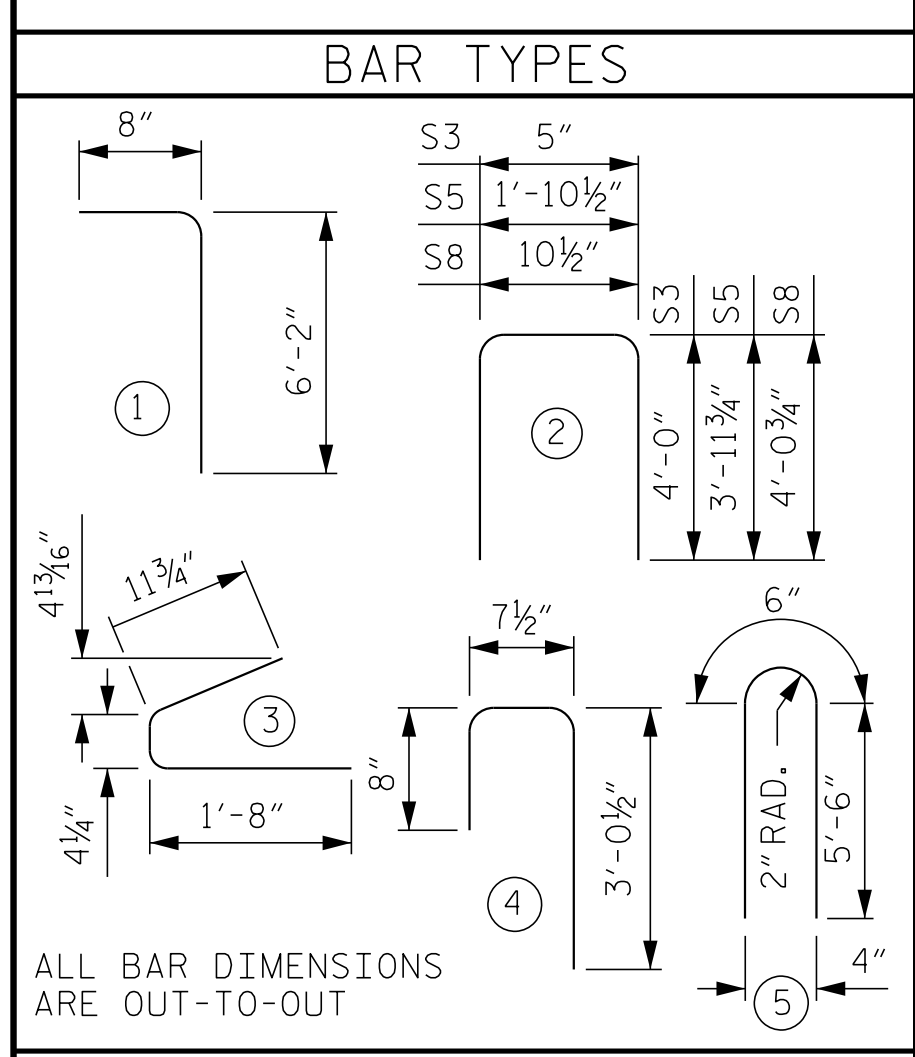 BAR TYPES
8"
6'-2"
1
S3 5"
S5 1'-10½"
S8 10½"
S3 S5 S8
4'-0" 3'-11¾" 4'-0¾"
2
4 13/16"
11¾"
3
4¼"
1'-8"
7½"
8"
3'-0½"
4
6"
2" RAD.
5'-6"
4"
5
ALL BAR DIMENSIONS
ARE OUT-TO-OUT